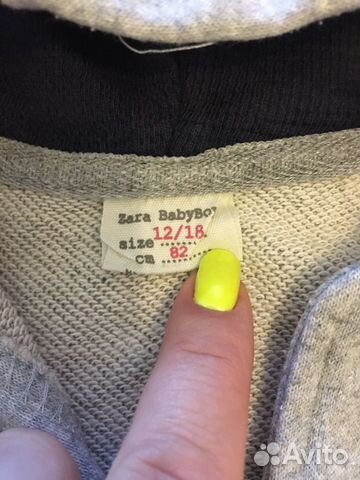 Zara BabyBoy
size 12/18
cm 82
Avito